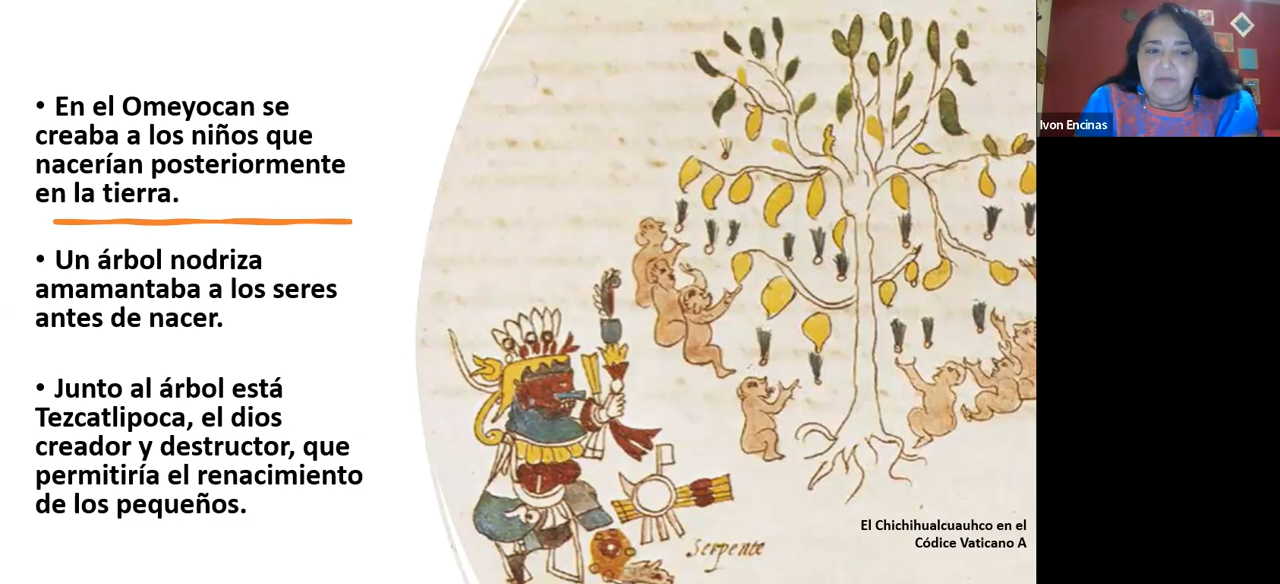 • En el Omeyocan se
creaba a los niños que
nacerían posteriormente
en la tierra.
• Un árbol nodriza
amamantaba a los seres
antes de nacer.
• Junto al árbol está
Tezcatlipoca, el dios
creador y destructor, que
permitiría el renacimiento
de los pequeños.
Serpente
El Chichihualcuauhco en el
Códice Vaticano A
Ivon Encinas